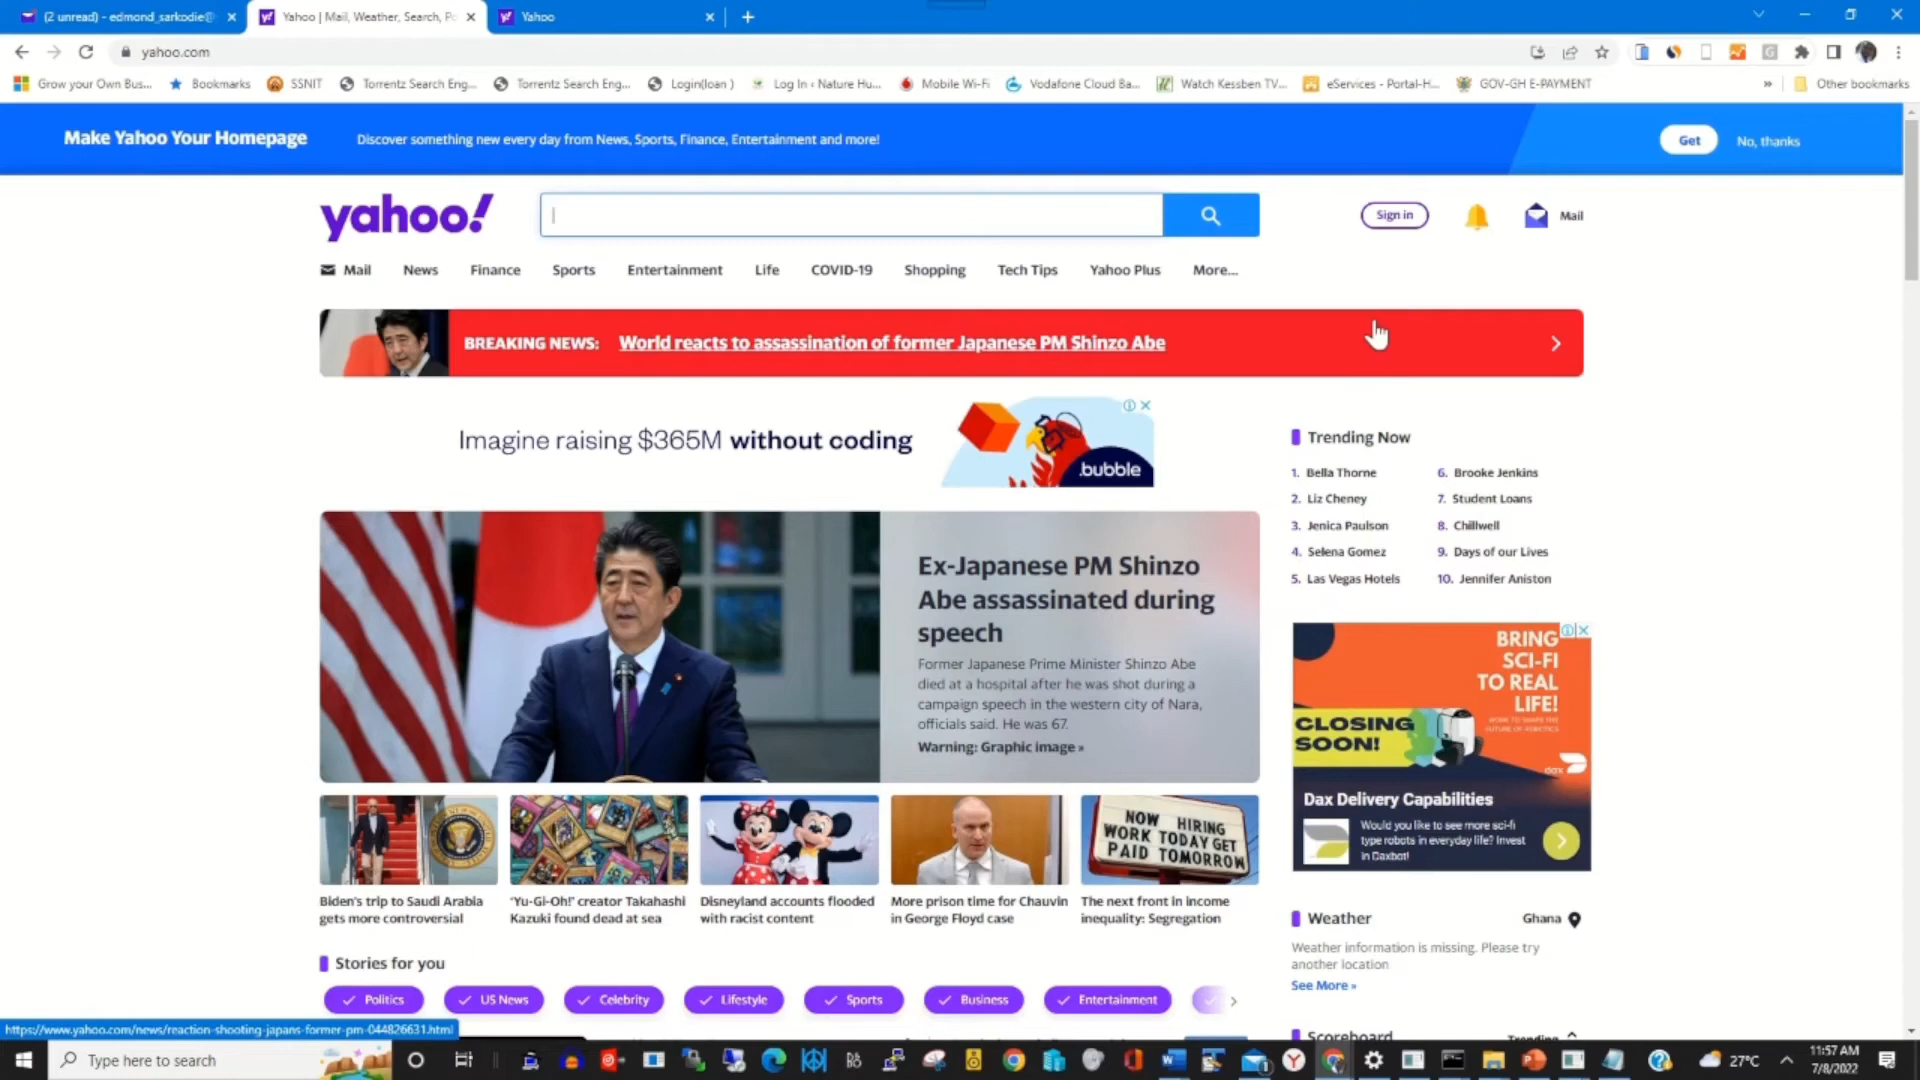 (2 unread) - edmond_sarkodie@
Yahoo | Mail, Weather, Search, Po
Yahoo
yahoo.com
Grow your Own Bus...
Bookmarks
SSNIT
Torrentz Search Eng...
Torrentz Search Eng...
Login(loan )
Log In ‹ Nature Hu...
Mobile Wi-Fi
Vodafone Cloud Ba...
Watch Kessben TV...
eServices - Portal-H...
GOV-GH E-PAYMENT
»
Other bookmarks
Make Yahoo Your Homepage
Discover something new every day from News, Sports, Finance, Entertainment and more!
Get
No, thanks
yahoo!
Sign in
Mail
Mail
News
Finance
Sports
Entertainment
Life
COVID-19
Shopping
Tech Tips
Yahoo Plus
More...
BREAKING NEWS: World reacts to assassination of former Japanese PM Shinzo Abe
Imagine raising $365M without coding
.bubble
Ex-Japanese PM Shinzo
Abe assassinated during
speech
Former Japanese Prime Minister Shinzo Abe
died at a hospital after he was shot during a
campaign speech in the western city of Nara,
officials said. He was 67.
Warning: Graphic image »
Trending Now
1. Bella Thorne
2. Liz Cheney
3. Jenica Paulson
4. Selena Gomez
5. Las Vegas Hotels
6. Brooke Jenkins
7. Student Loans
8. Chillwell
9. Days of our Lives
10. Jennifer Aniston
BRING
SCI-FI
TO REAL
LIFE!
WORK TO SHAPE THE
FUTURE OF ROBOTICS
CLOSING
SOON!
dax
Dax Delivery Capabilities
Would you like to see more sci-fi
type robots in everyday life? Invest
in Daxbot!
NOW HIRING
WORK TODAY GET
PAID TOMORROW
Biden's trip to Saudi Arabia
gets more controversial
'Yu-Gi-Oh!' creator Takahashi
Kazuki found dead at sea
Disneyland accounts flooded
with racist content
More prison time for Chauvin
in George Floyd case
The next front in income
inequality: Segregation
Weather
Ghana
Weather information is missing. Please try
another location
See More »
Stories for you
Politics
US News
Celebrity
Lifestyle
Sports
Business
Entertainment
Scoreboard
Trending
https://www.yahoo.com/news/reaction-shooting-japans-former-pm-044826631.html
Type here to search
27°C
11:57 AM
7/8/2022